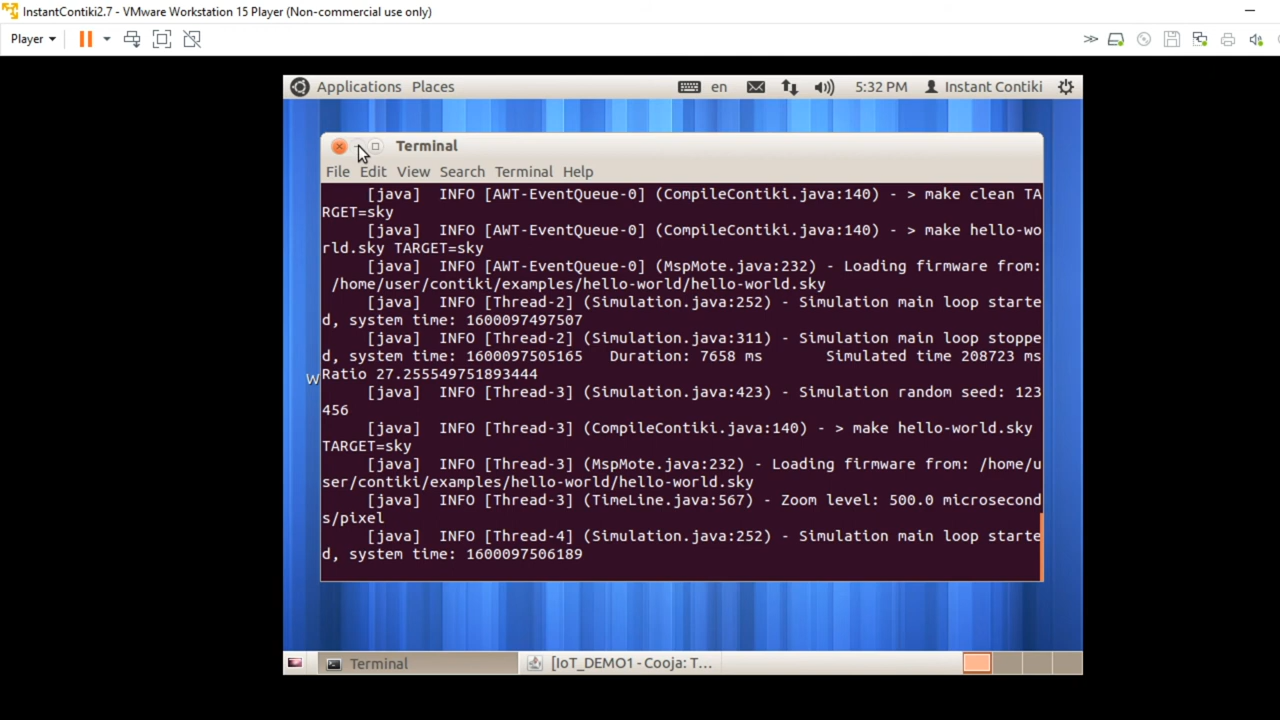 InstantContiki2.7 - VMware Workstation 15 Player (Non-commercial use only)
Player
Applications Places en 5:32 PM Instant Contiki
Terminal
File Edit View Search Terminal Help
[java]  INFO [AWT-EventQueue-0] (CompileContiki.java:140) - > make clean TA
RGET=sky
[java]  INFO [AWT-EventQueue-0] (CompileContiki.java:140) - > make hello-wo
rld.sky TARGET=sky
[java]  INFO [AWT-EventQueue-0] (MspMote.java:232) - Loading firmware from:
/home/user/contiki/examples/hello-world/hello-world.sky
[java]  INFO [Thread-2] (Simulation.java:252) - Simulation main loop starte
d, system time: 1600097497507
[java]  INFO [Thread-2] (Simulation.java:311) - Simulation main loop stoppe
d, system time: 1600097505165   Duration: 7658 ms      Simulated time 208723 ms
W
Ratio 27.255549751893444
[java]  INFO [Thread-3] (Simulation.java:423) - Simulation random seed: 123
456
[java]  INFO [Thread-3] (CompileContiki.java:140) - > make hello-world.sky
TARGET=sky
[java]  INFO [Thread-3] (MspMote.java:232) - Loading firmware from: /home/u
ser/contiki/examples/hello-world/hello-world.sky
[java]  INFO [Thread-3] (TimeLine.java:567) - Zoom level: 500.0 microsecond
s/pixel
[java]  INFO [Thread-4] (Simulation.java:252) - Simulation main loop starte
d, system time: 1600097506189
Terminal [IoT_DEMO1 - Cooja: T...